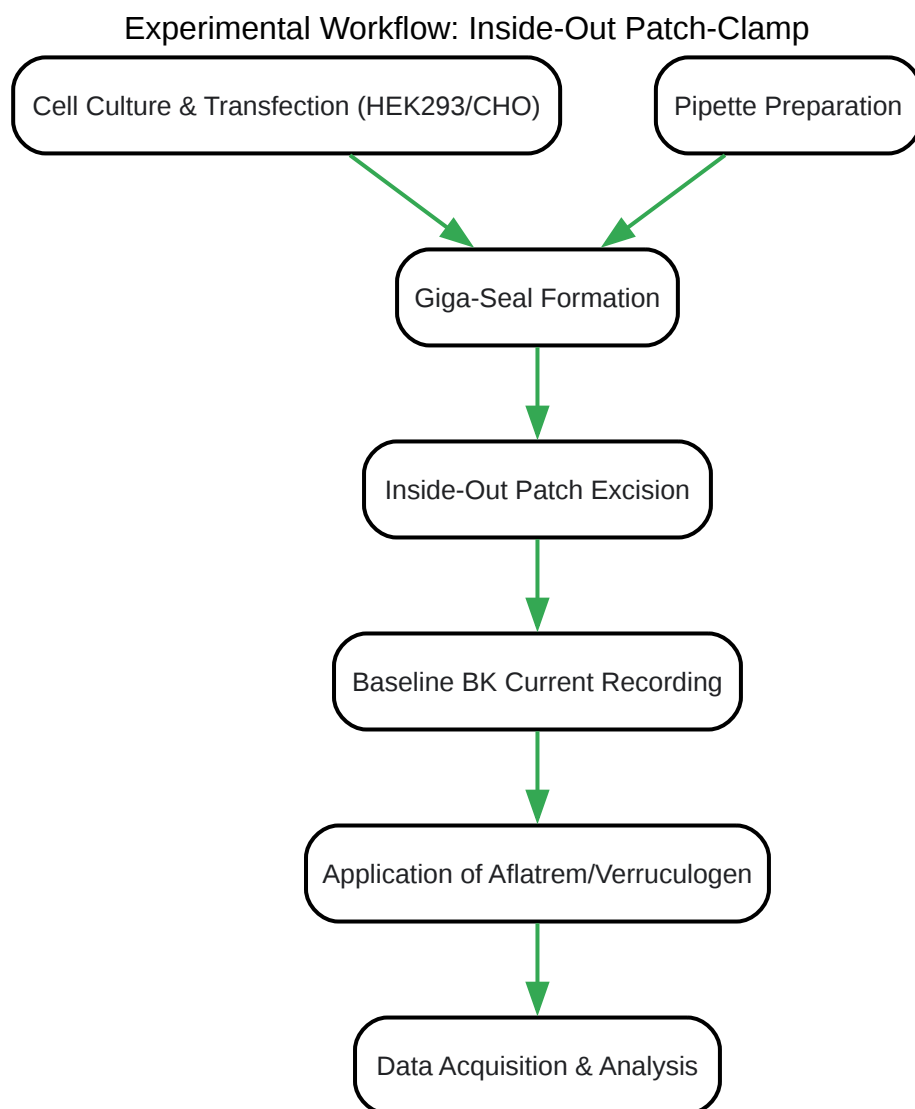 Experimental Workflow: Inside-Out Patch-Clamp
Cell Culture & Transfection (HEK293/CHO)
Pipette Preparation
Giga-Seal Formation
Inside-Out Patch Excision
Baseline BK Current Recording
Application of Aflatrem/Verruculogen
Data Acquisition & Analysis